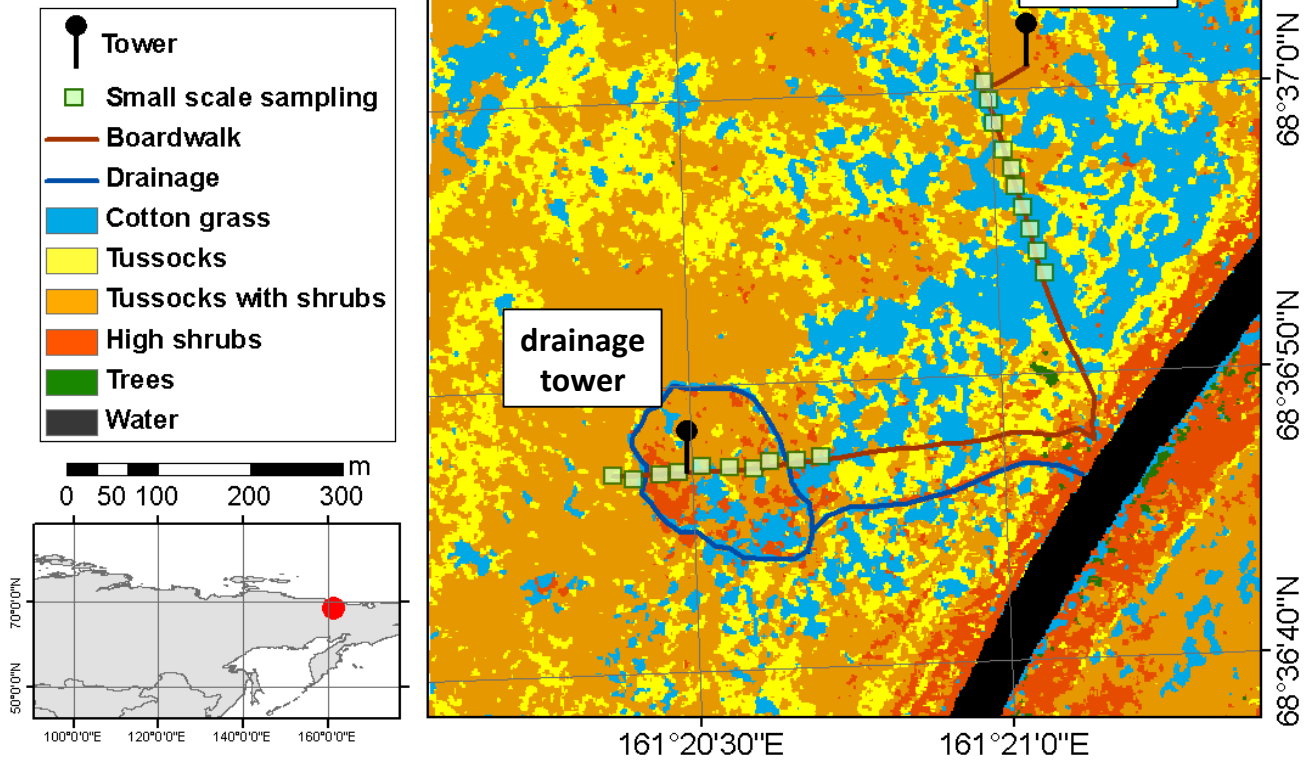 Tower
Small scale sampling
Boardwalk
Drainage
Cotton grass
Tussocks
Tussocks with shrubs
High shrubs
Trees
Water
m
0 50 100 200 300
70°0'0"N
50°0'0"N
100°0'0"E 120°0'0"E 140°0'0"E 160°0'0"E
drainage
tower
68°37'0"N
68°36'50"N
68°36'40"N
161°20'30"E 161°21'0"E